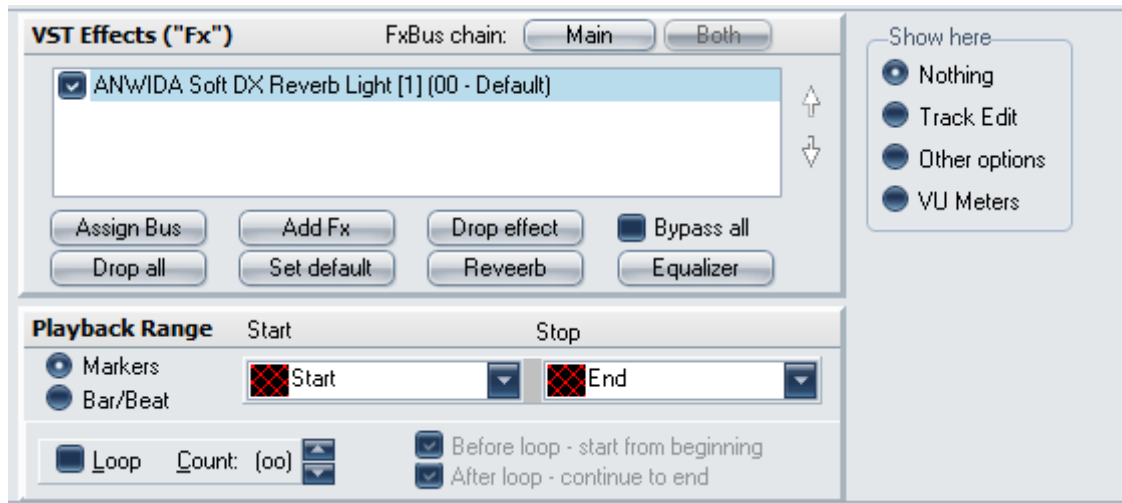 VST Effects ("Fx") FxBus chain: Main Both
ANWIDA Soft DX Reverb Light [1] (00 - Default)
Assign Bus Add Fx Drop effect Bypass all
Drop all Set default Reveerb Equalizer
Show here
Nothing
Track Edit
Other options
VU Meters
Playback Range Start Stop
Markers
Bar/Beat
Start End
Loop Count: (oo)
Before loop - start from beginning
After loop - continue to end